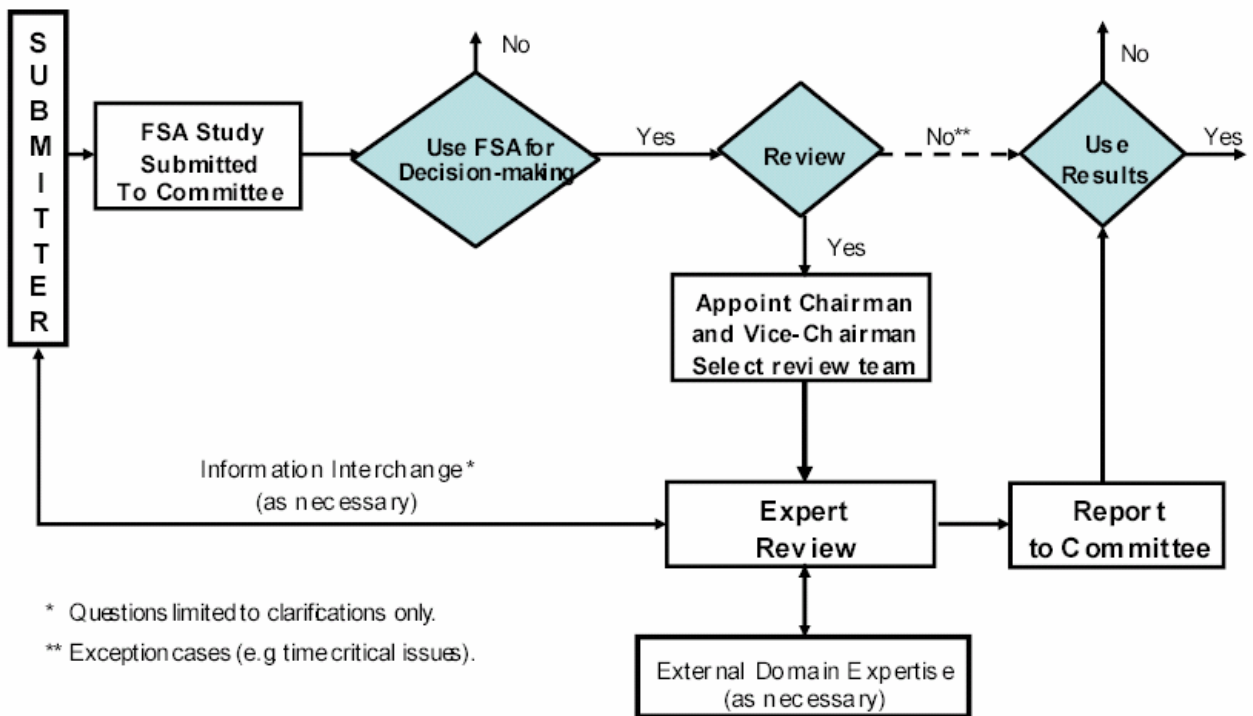 SUBMITTER
FSA Study
Submitted
To Committee
No
Use FSA for
Decision-making
Yes
Review
No**
No
Use
Results
Yes
Yes
Appoint Chairman
and Vice-Chairman
Select review team
Information Interchange*
(as necessary)
Expert
Review
Report
to Committee
* Questions limited to clarifications only.
** Exception cases (e.g. time critical issues).
External Domain Expertise
(as necessary)